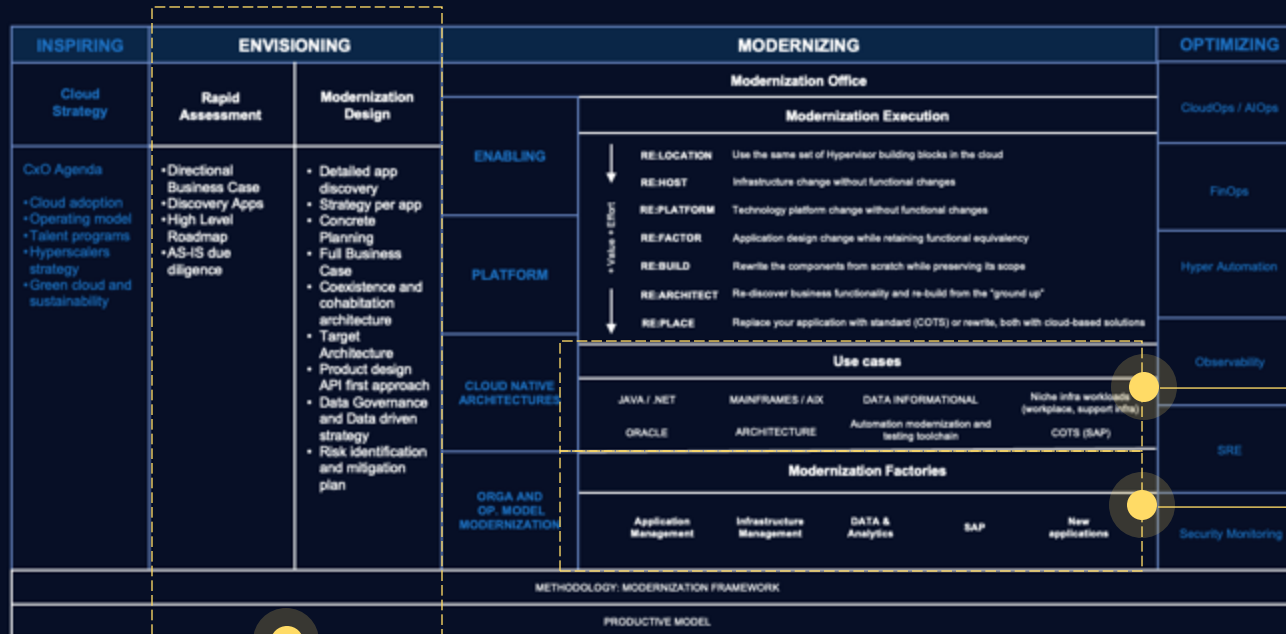 INSPIRING
ENVISIONING
MODERNIZING
OPTIMIZING
Cloud
Strategy
CxO Agenda
•Cloud adoption
•Operating model
•Talent programs
•Hyperscalers
strategy
•Green cloud and
sustainability
Rapid
Assessment
•Directional
Business Case
•Discovery Apps
•High Level
Roadmap
•AS-IS due
diligence
Modernization
Design
• Detailed app
discovery
• Strategy per app
• Concrete
Planning
• Full Business
Case
• Coexistence and
cohabitation
architecture
• Target
Architecture
• Product design
API first approach
• Data Governance
and Data driven
strategy
• Risk identification
and mitigation
plan
Modernization Office
ENABLING
PLATFORM
CLOUD NATIVE
ARCHITECTURES
ORGA AND
OP. MODEL
MODERNIZATION
Modernization Execution
+ Value + Effort
RE:LOCATION Use the same set of Hypervisor building blocks in the cloud
RE:HOST Infrastructure change without functional changes
RE:PLATFORM Technology platform change without functional changes
RE:FACTOR Application design change while retaining functional equivalency
RE:BUILD Rewrite the components from scratch while preserving its scope
RE:ARCHITECT Re-discover business functionality and re-build from the "ground up"
RE:PLACE Replace your application with standard (COTS) or rewrite, both with cloud-based solutions
Use cases
JAVA / .NET
MAINFRAMES / AIX
DATA INFORMATIONAL
Niche infra workloads
(workplace, support infra)
ORACLE
ARCHITECTURE
Automation modernization and
testing toolchain
COTS (SAP)
Modernization Factories
Application
Management
Infrastructure
Management
DATA &
Analytics
SAP
New
applications
CloudOps / AIOps
FinOps
Hyper Automation
Observability
SRE
Security Monitoring
METHODOLOGY: MODERNIZATION FRAMEWORK
PRODUCTIVE MODEL